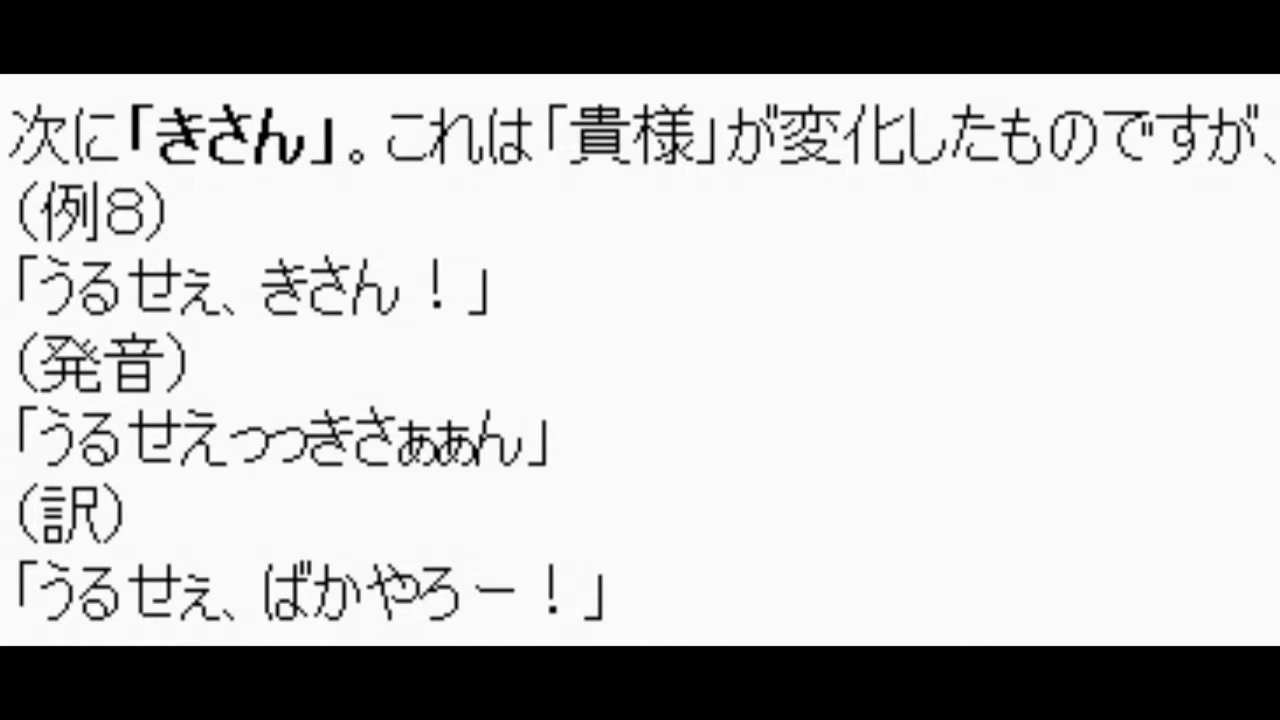 次に「きさん」。これは「貴様」が変化したものですが、
(例8)
「うるせぇ、きさん！」
(発音)
「うるせえっっきさぁぁん」
(訳)
「うるせぇ、ばかやろー！」